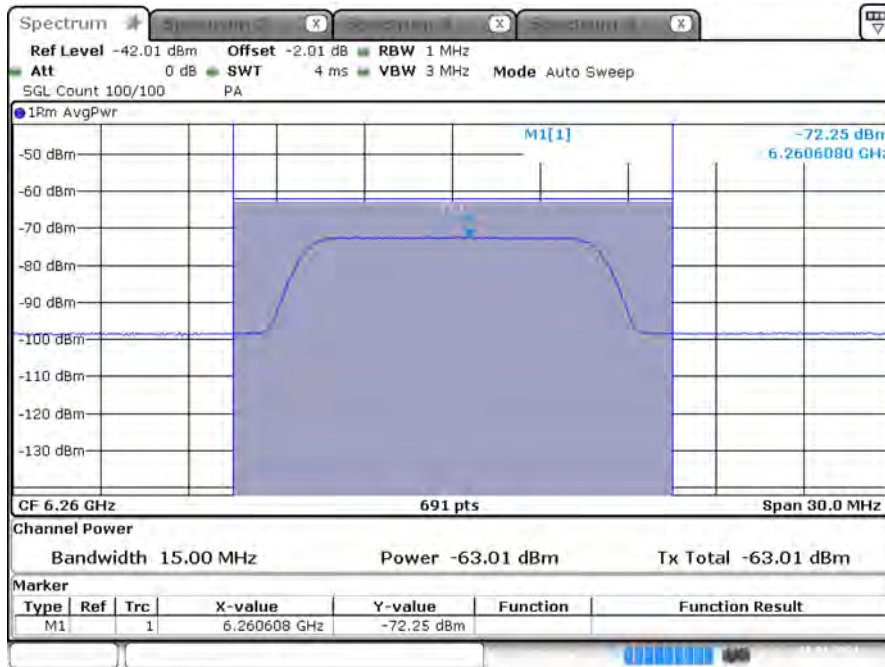 Spectrum
X
X
X
Ref Level -42.01 dBm Offset -2.01 dB RBW 1 MHz
Att 0 dB SWT 4 ms VBW 3 MHz Mode Auto Sweep
SGL Count 100/100 PA
1Rm AvgPwr
M1[1] -72.25 dBm
6.2606080 GHz
-50 dBm
-60 dBm
-70 dBm
-80 dBm
-90 dBm
-100 dBm
-110 dBm
-120 dBm
-130 dBm
CF 6.26 GHz 691 pts Span 30.0 MHz
Channel Power
Bandwidth 15.00 MHz Power -63.01 dBm Tx Total -63.01 dBm
Marker
Type Ref Trc X-value Y-value Function Function Result
M1 1 6.260608 GHz -72.25 dBm